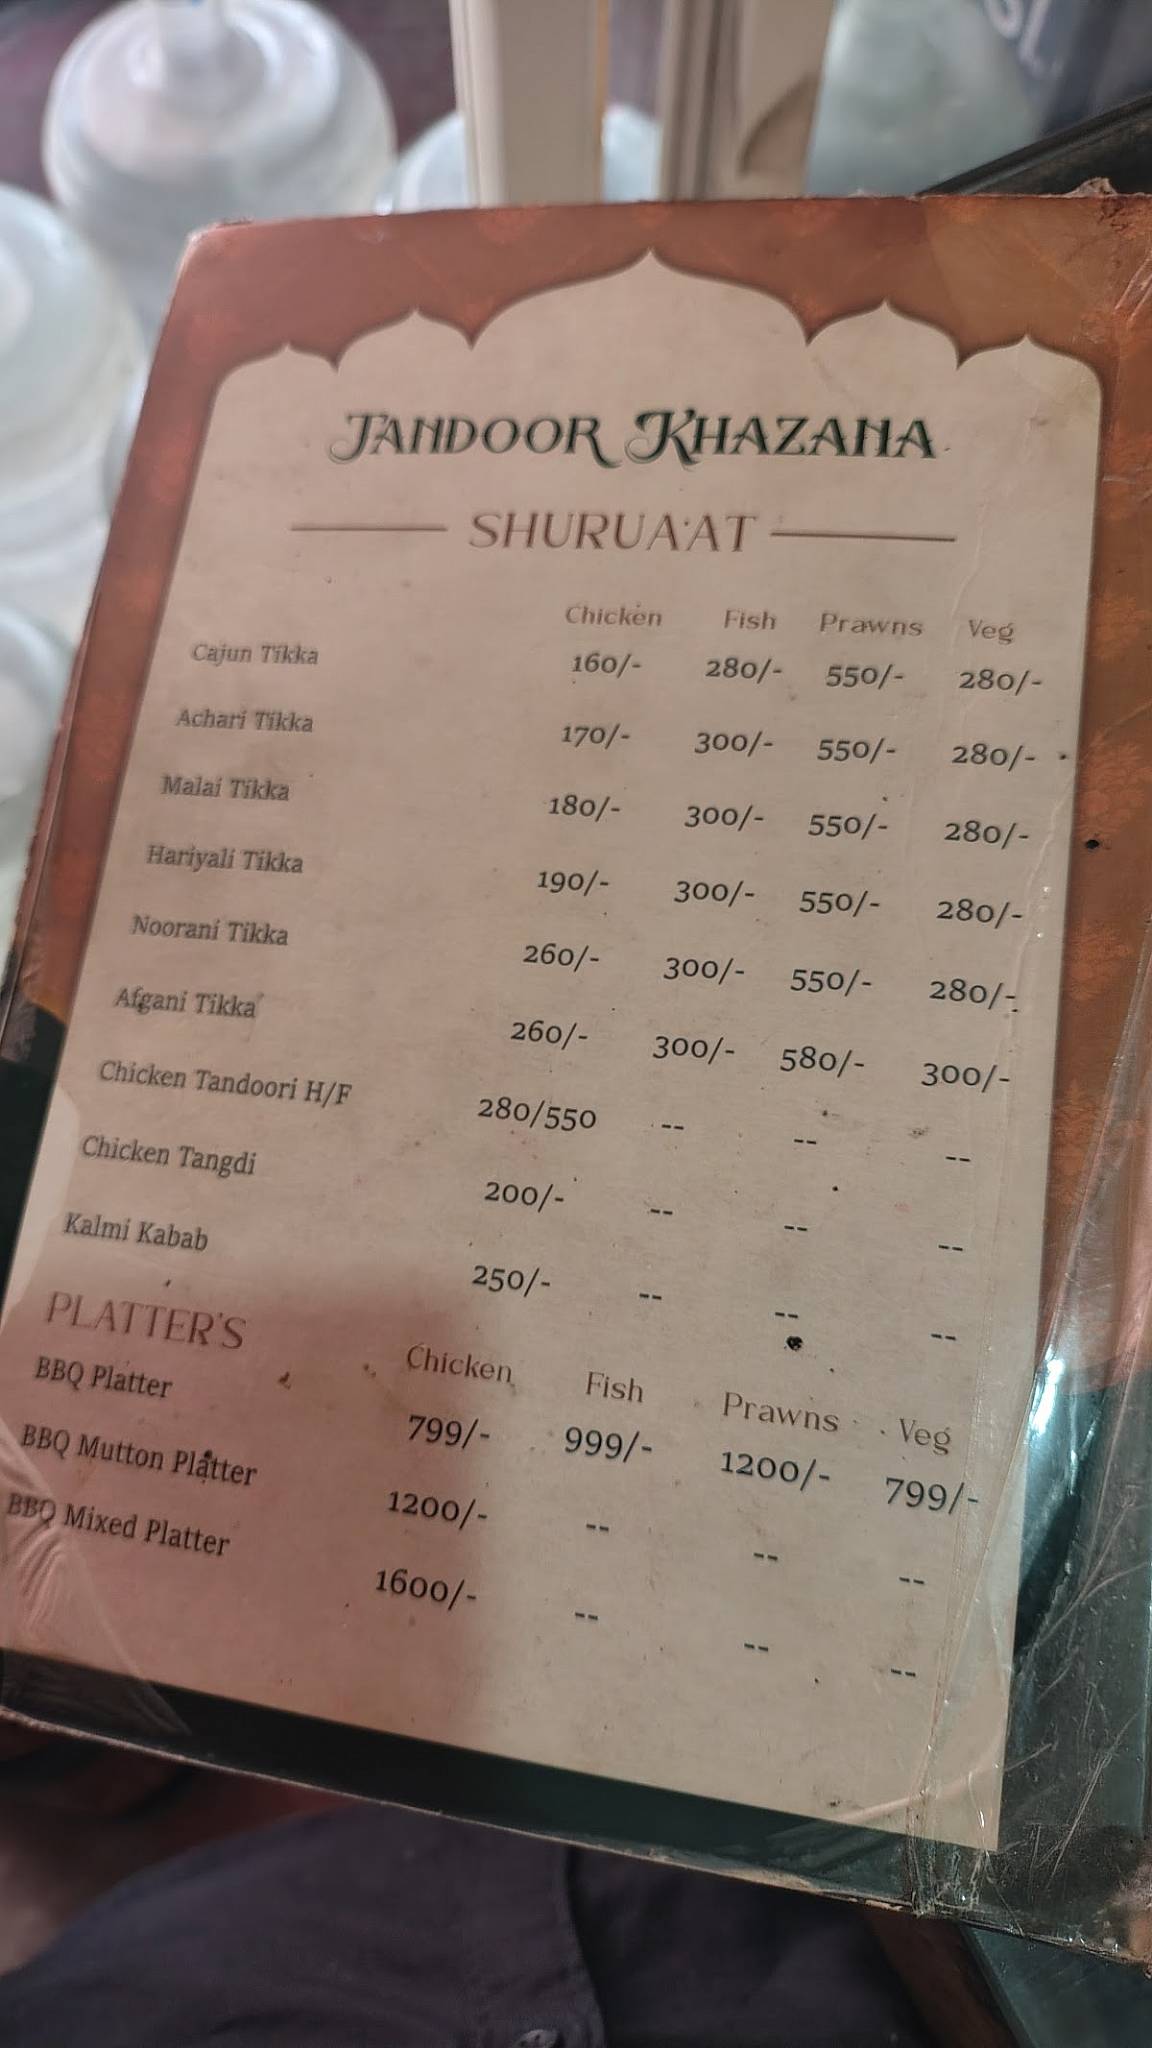 TANDOOR KHAZANA
SHURUA'AT
Chicken Fish Prawns Veg
Cajun Tikka 160/- 280/- 550/- 280/-
Achari Tikka 170/- 300/- 550/- 280/-
Malai Tikka 180/- 300/- 550/- 280/-
Hariyali Tikka 190/- 300/- 550/- 280/-
Noorani Tikka 260/- 300/- 550/- 280/-
Afgani Tikka 260/- 300/- 580/- 300/-
Chicken Tandoori H/F 280/550 -- -- --
Chicken Tangdi 200/- -- -- --
Kalmi Kabab 250/- -- -- --
PLATTER'S Chicken Fish Prawns Veg
BBQ Platter 799/- 999/- 1200/- 799/-
BBQ Mutton Platter 1200/- -- -- --
BBQ Mixed Platter 1600/- -- -- --